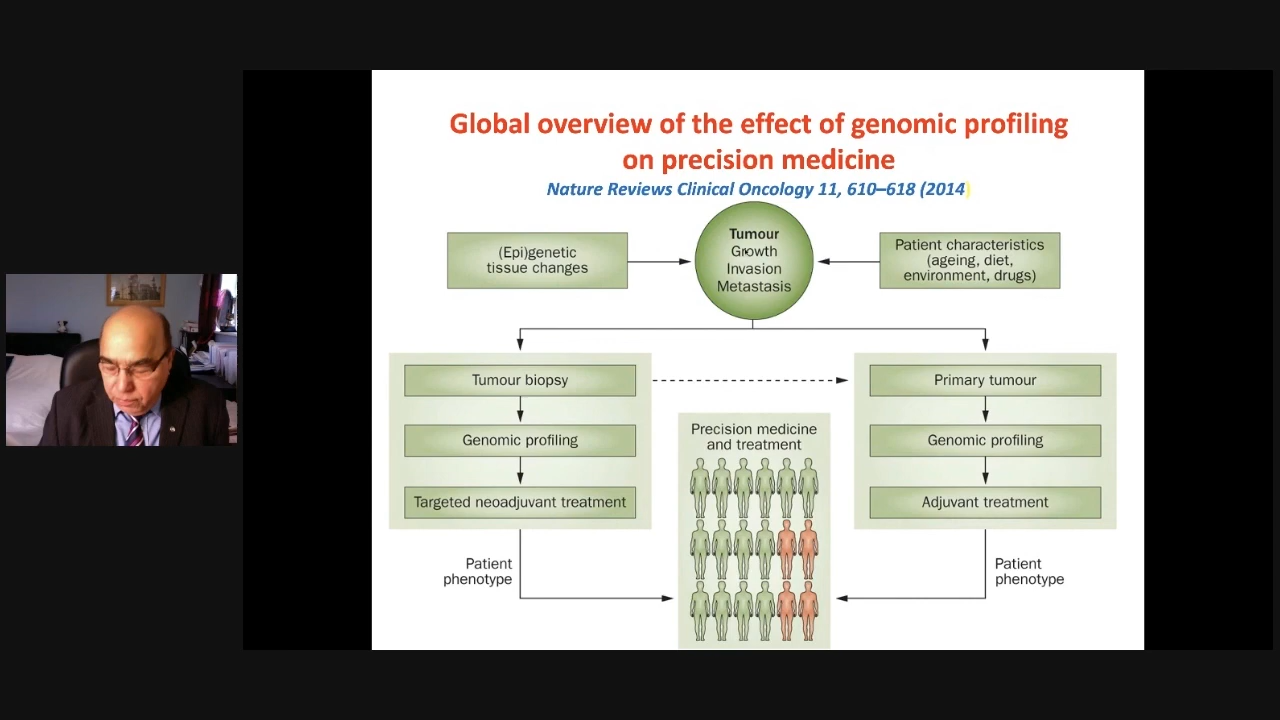 Global overview of the effect of genomic profiling
on precision medicine
Nature Reviews Clinical Oncology 11, 610–618 (2014)
(Epi)genetic
tissue changes
Tumour
Growth
Invasion
Metastasis
Patient characteristics
(ageing, diet,
environment, drugs)
Tumour biopsy
Genomic profiling
Targeted neoadjuvant treatment
Patient
phenotype
Precision medicine
and treatment
Primary tumour
Genomic profiling
Adjuvant treatment
Patient
phenotype